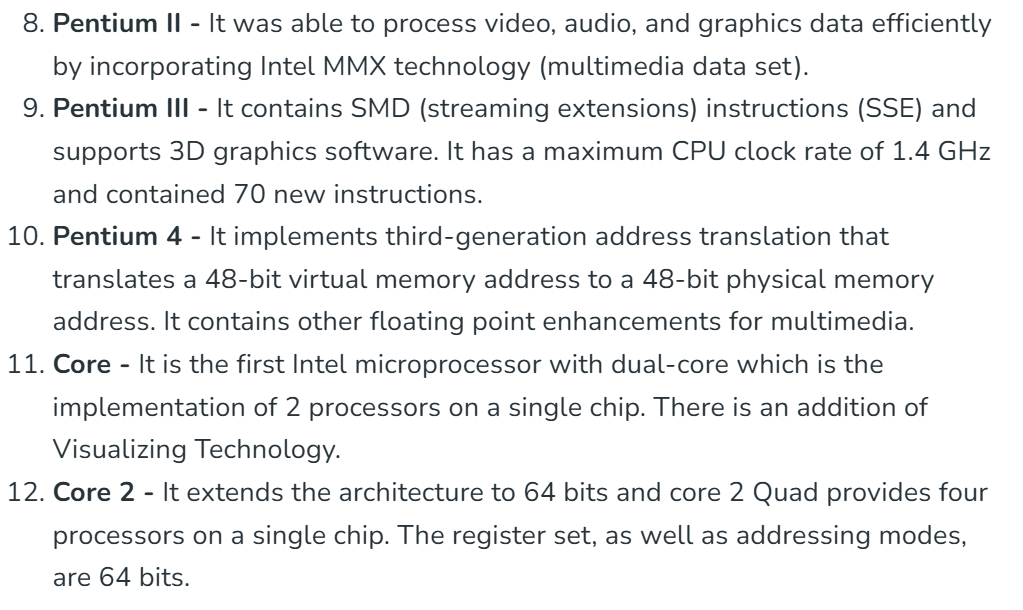 8. Pentium II - It was able to process video, audio, and graphics data efficiently
by incorporating Intel MMX technology (multimedia data set).
9. Pentium III - It contains SMD (streaming extensions) instructions (SSE) and
supports 3D graphics software. It has a maximum CPU clock rate of 1.4 GHz
and contained 70 new instructions.
10. Pentium 4 - It implements third-generation address translation that
translates a 48-bit virtual memory address to a 48-bit physical memory
address. It contains other floating point enhancements for multimedia.
11. Core - It is the first Intel microprocessor with dual-core which is the
implementation of 2 processors on a single chip. There is an addition of
Visualizing Technology.
12. Core 2 - It extends the architecture to 64 bits and core 2 Quad provides four
processors on a single chip. The register set, as well as addressing modes,
are 64 bits.